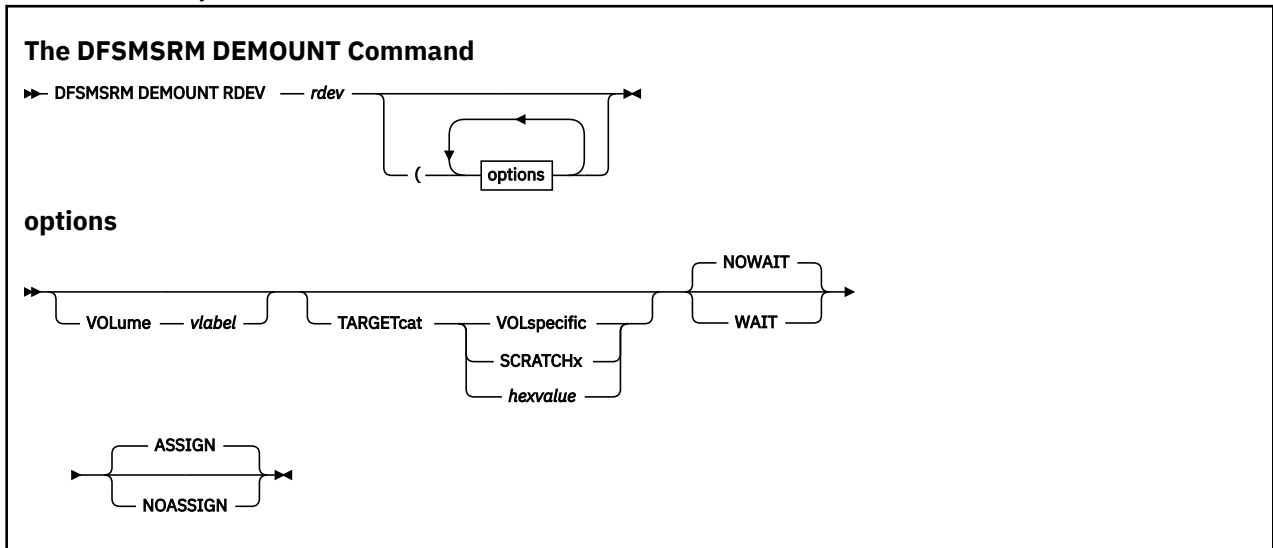 The DFSMSRM DEMOUNT Command
DFSMSRM DEMOUNT RDEV rdev
( options
options
NOWAIT
VOLume vlabel TARGETcat VOLspecific WAIT
SCRATCHx
hexvalue
ASSIGN
NOASSIGN